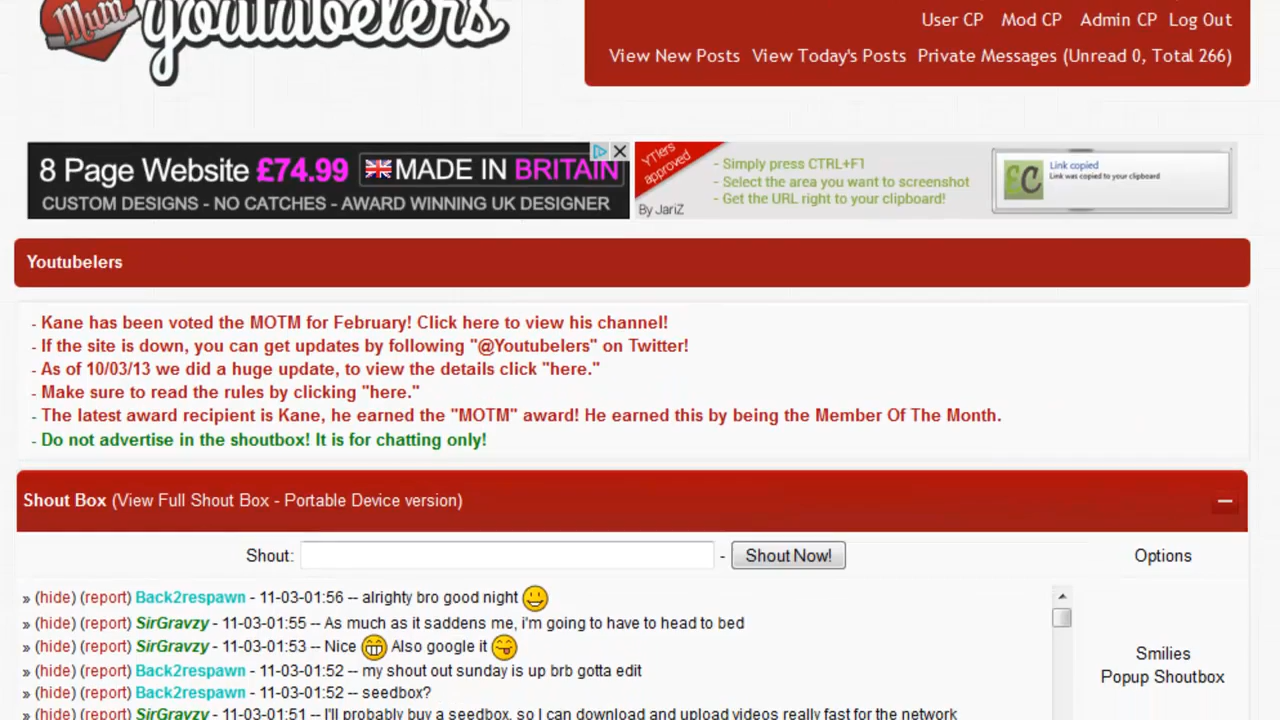 Mum youtubelers
User CP Mod CP Admin CP Log Out
View New Posts View Today's Posts Private Messages (Unread 0, Total 266)
8 Page Website £74.99 MADE IN BRITAIN
CUSTOM DESIGNS - NO CATCHES - AWARD WINNING UK DESIGNER
YT'lers approved
By JariZ
- Simply press CTRL+F1
- Select the area you want to screenshot
- Get the URL right to your clipboard!
Link copied
Link was copied to your clipboard
Youtubelers
- Kane has been voted the MOTM for February! Click here to view his channel!
- If the site is down, you can get updates by following "@Youtubelers" on Twitter!
- As of 10/03/13 we did a huge update, to view the details click "here."
- Make sure to read the rules by clicking "here."
- The latest award recipient is Kane, he earned the "MOTM" award! He earned this by being the Member Of The Month.
- Do not advertise in the shoutbox! It is for chatting only!
Shout Box (View Full Shout Box - Portable Device version)
Shout: - Shout Now! Options
» (hide) (report) Back2respawn - 11-03-01:56 -- alrighty bro good night
» (hide) (report) SirGravzy - 11-03-01:55 -- As much as it saddens me, i'm going to have to head to bed
» (hide) (report) SirGravzy - 11-03-01:53 -- Nice Also google it
» (hide) (report) Back2respawn - 11-03-01:52 -- my shout out sunday is up brb gotta edit
» (hide) (report) Back2respawn - 11-03-01:52 -- seedbox?
» (hide) (report) SirGravzy - 11-03-01:51 -- I'll probably buy a seedbox, so I can download and upload videos really fast for the network
Smilies
Popup Shoutbox